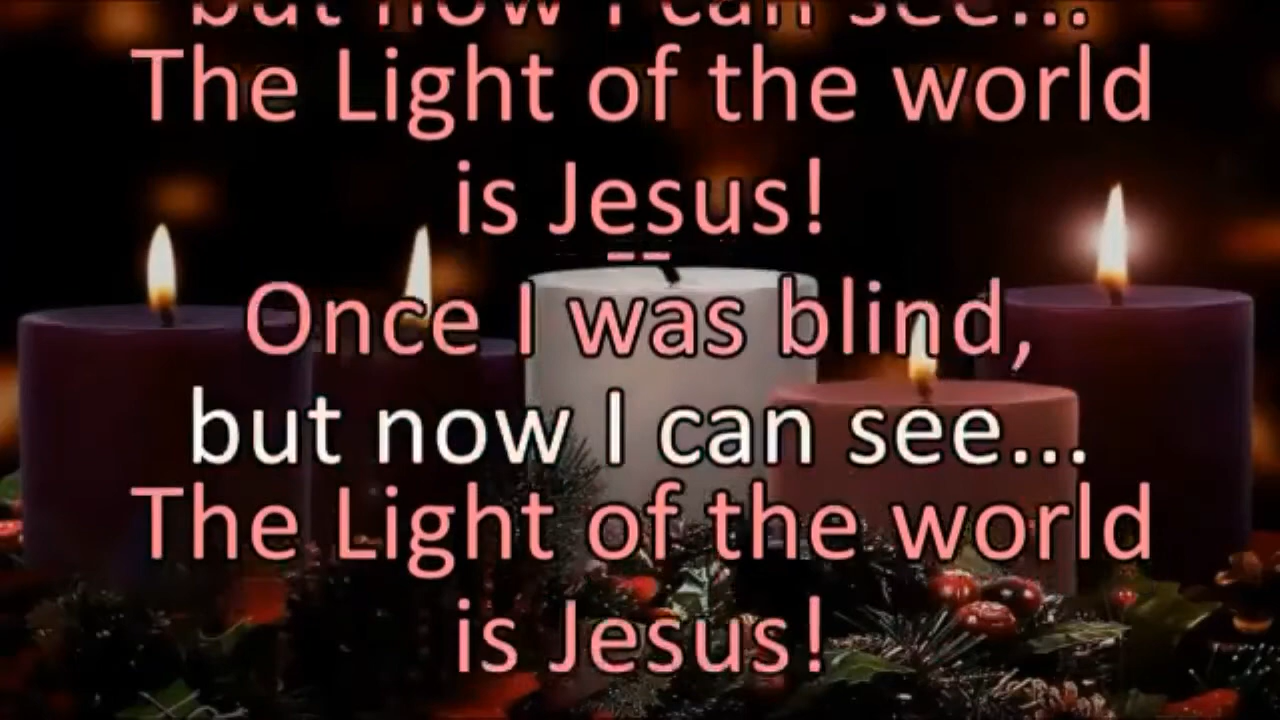 but now I can see...
The Light of the world
is Jesus!
--
Once I was blind,
but now I can see...
The Light of the world
is Jesus!